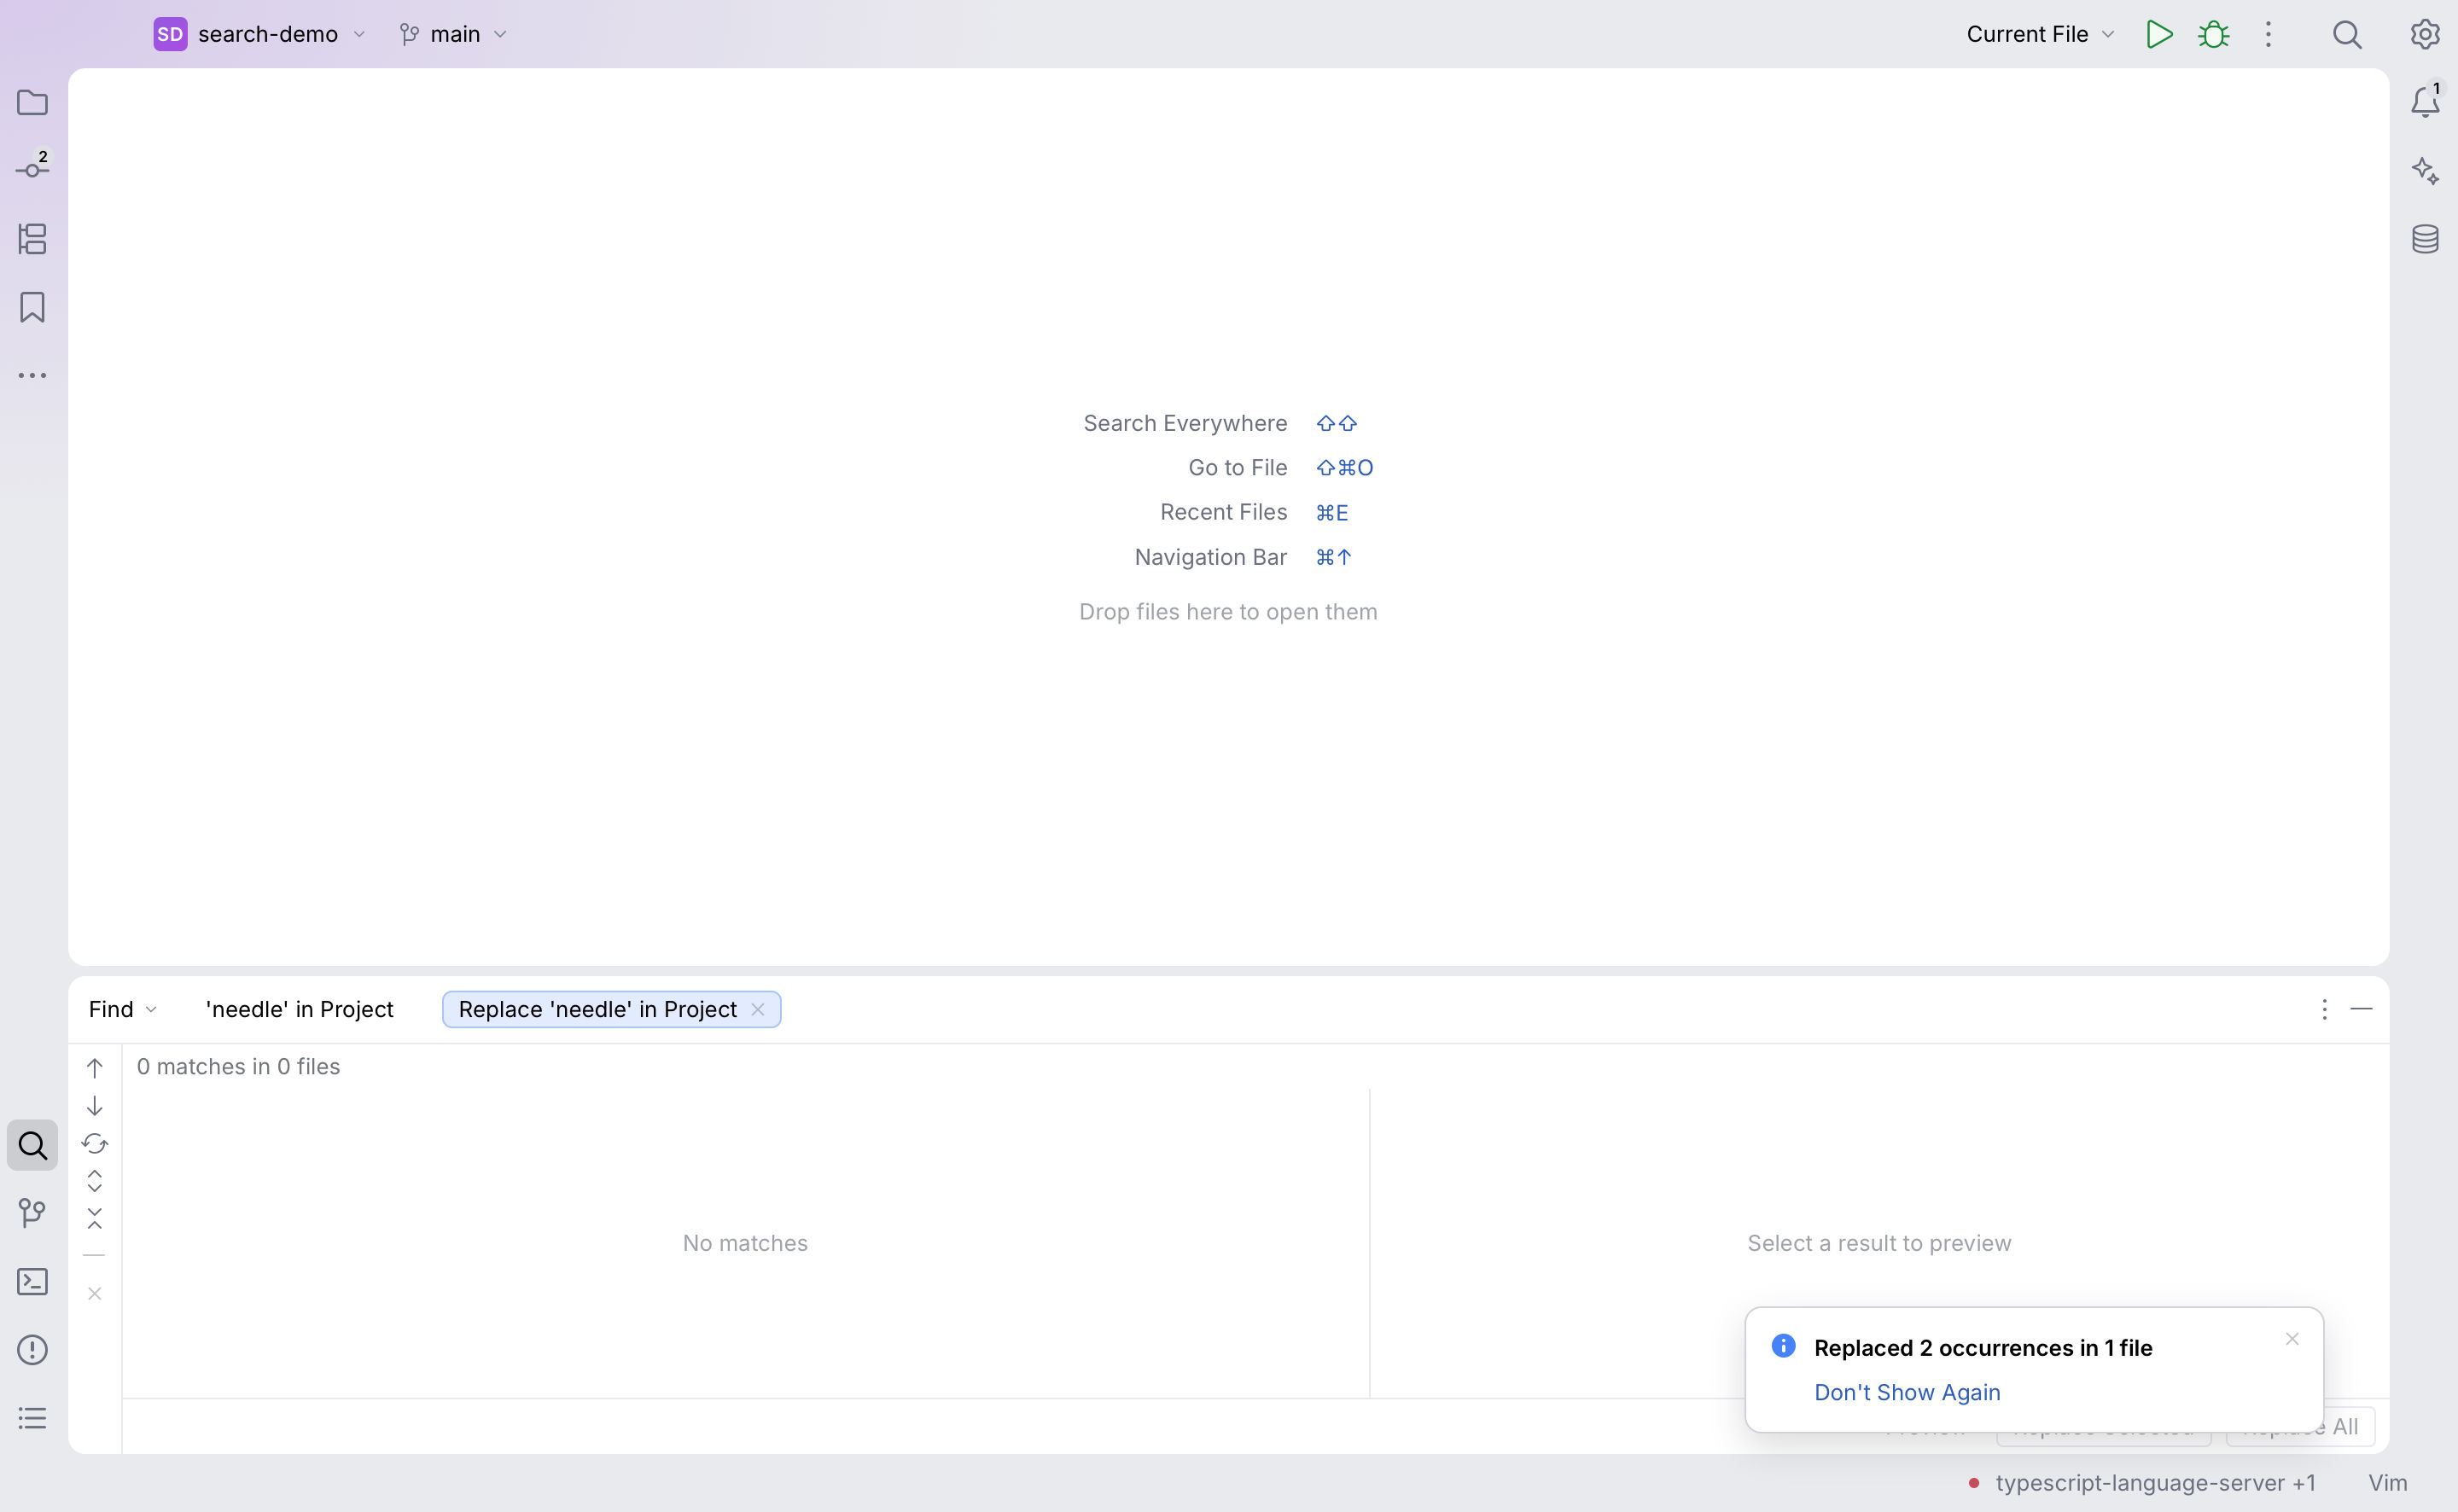 SD search-demo main Current File
1
2
Search Everywhere ⇧⇧
Go to File ⇧⌘O
Recent Files ⌘E
Navigation Bar ⌘↑
Drop files here to open them
Find 'needle' in Project Replace 'needle' in Project
0 matches in 0 files
No matches
Select a result to preview
Replaced 2 occurrences in 1 file
Don't Show Again
All
typescript-language-server +1 Vim